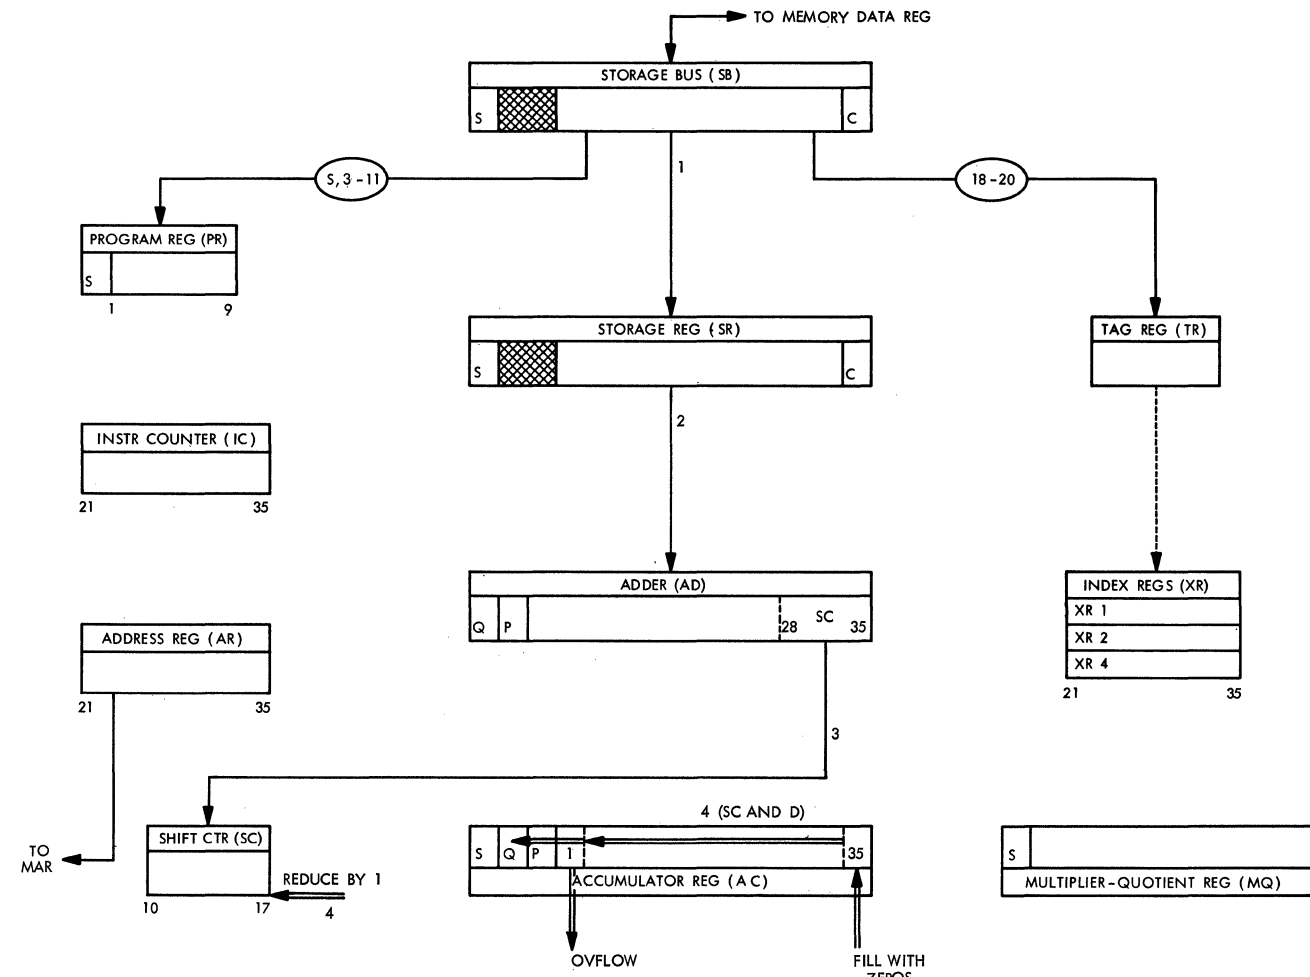 TO MEMORY DATA REG
STORAGE BUS (SB)
S
C
S, 3-11
1
18-20
PROGRAM REG (PR)
S
1
9
STORAGE REG (SR)
S
C
TAG REG (TR)
2
INSTR COUNTER (IC)
21
35
ADDER (AD)
Q
P
28
SC
35
INDEX REGS (XR)
XR 1
XR 2
XR 4
21
35
ADDRESS REG (AR)
21
35
3
4 (SC AND D)
SHIFT CTR (SC)
10
17
TO
MAR
REDUCE BY 1
4
S
Q
P
1
35
ACCUMULATOR REG (AC)
OVFLOW
FILL WITH
ZEROS
S
MULTIPLIER-QUOTIENT REG (MQ)